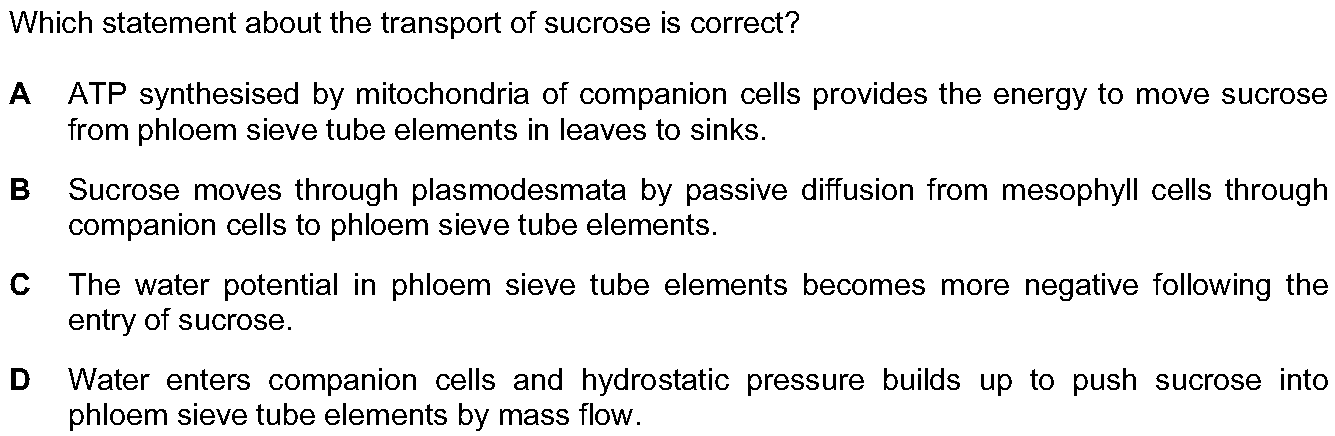 Which statement about the transport of sucrose is correct?
A ATP synthesised by mitochondria of companion cells provides the energy to move sucrose
from phloem sieve tube elements in leaves to sinks.
B Sucrose moves through plasmodesmata by passive diffusion from mesophyll cells through
companion cells to phloem sieve tube elements.
C The water potential in phloem sieve tube elements becomes more negative following the
entry of sucrose.
D Water enters companion cells and hydrostatic pressure builds up to push sucrose into
phloem sieve tube elements by mass flow.